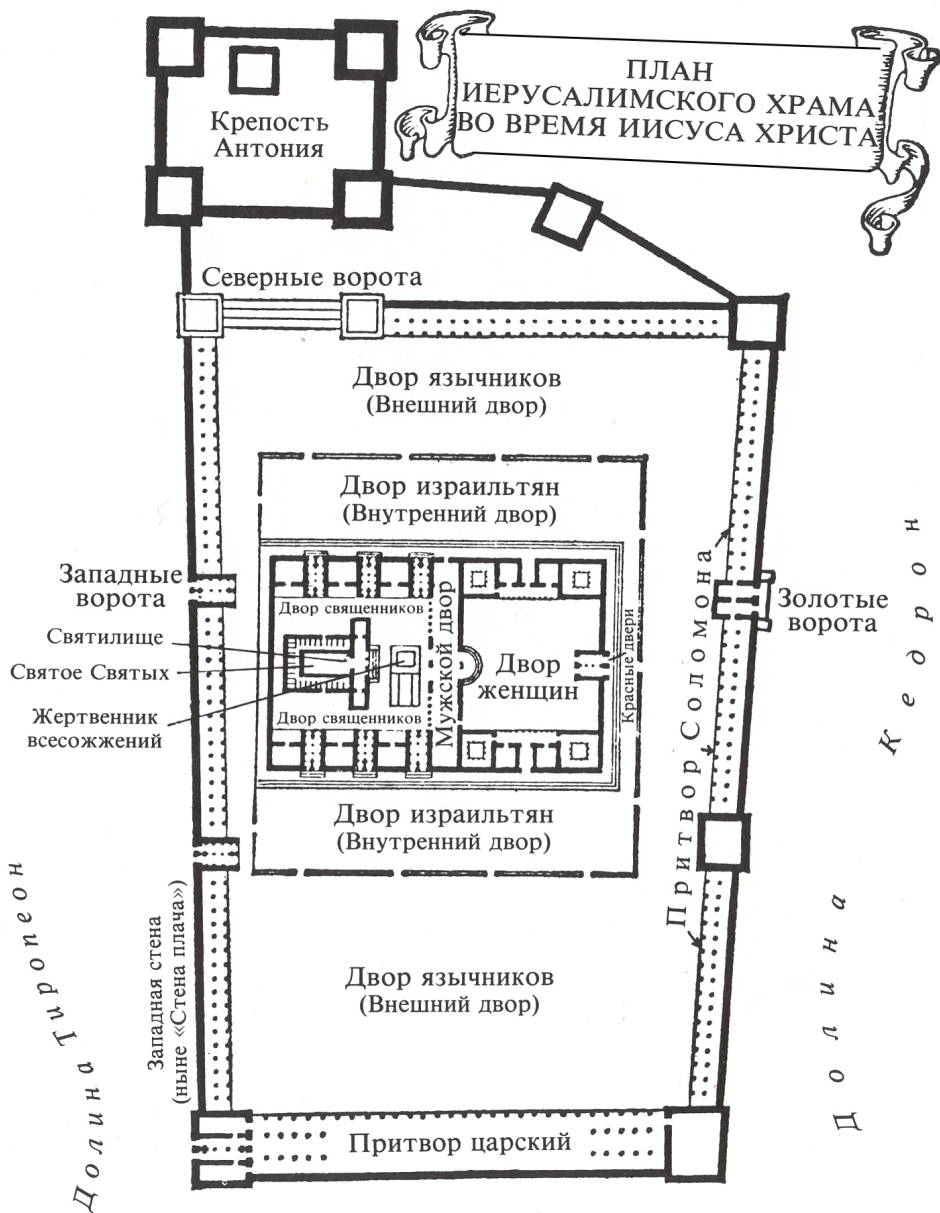 ПЛАН
ИЕРУСАЛИМСКОГО ХРАМА
ВО ВРЕМЯ ИИСУСА ХРИСТА
Крепость
Антония
Северные ворота
Двор язычников
(Внешний двор)
Двор израильтян
(Внутренний двор)
Западные
ворота
Святилище
Святое Святых
Жертвенник
всесожжений
Двор священников
Двор священников
Мужской двор
Двор
женщин
Красные двери
Притвор Соломона
Золотые
ворота
Долина Кедрон
Двор израильтян
(Внутренний двор)
Долина Тиропеон
Западная стена
(ныне «Стена плача»)
Двор язычников
(Внешний двор)
Притвор царский